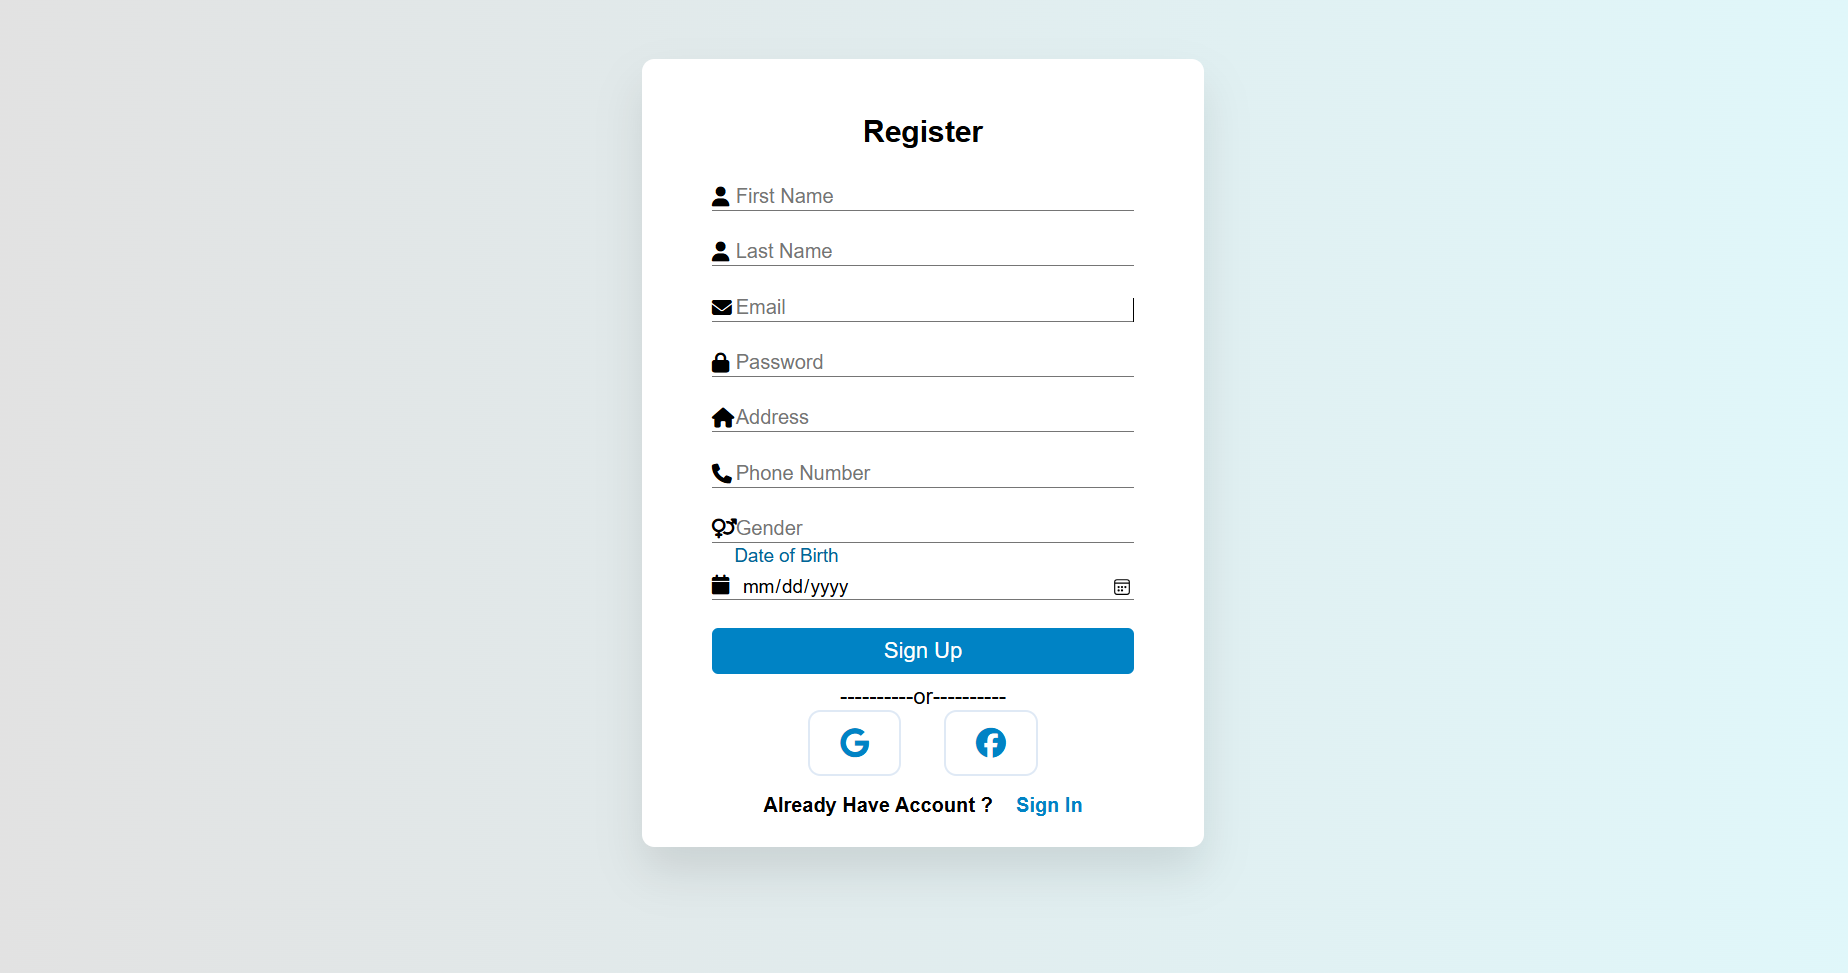 Register
First Name
Last Name
Email
Password
Address
Phone Number
Gender
Date of Birth
mm/dd/yyyy
Sign Up
----------or----------
Already Have Account ? Sign In